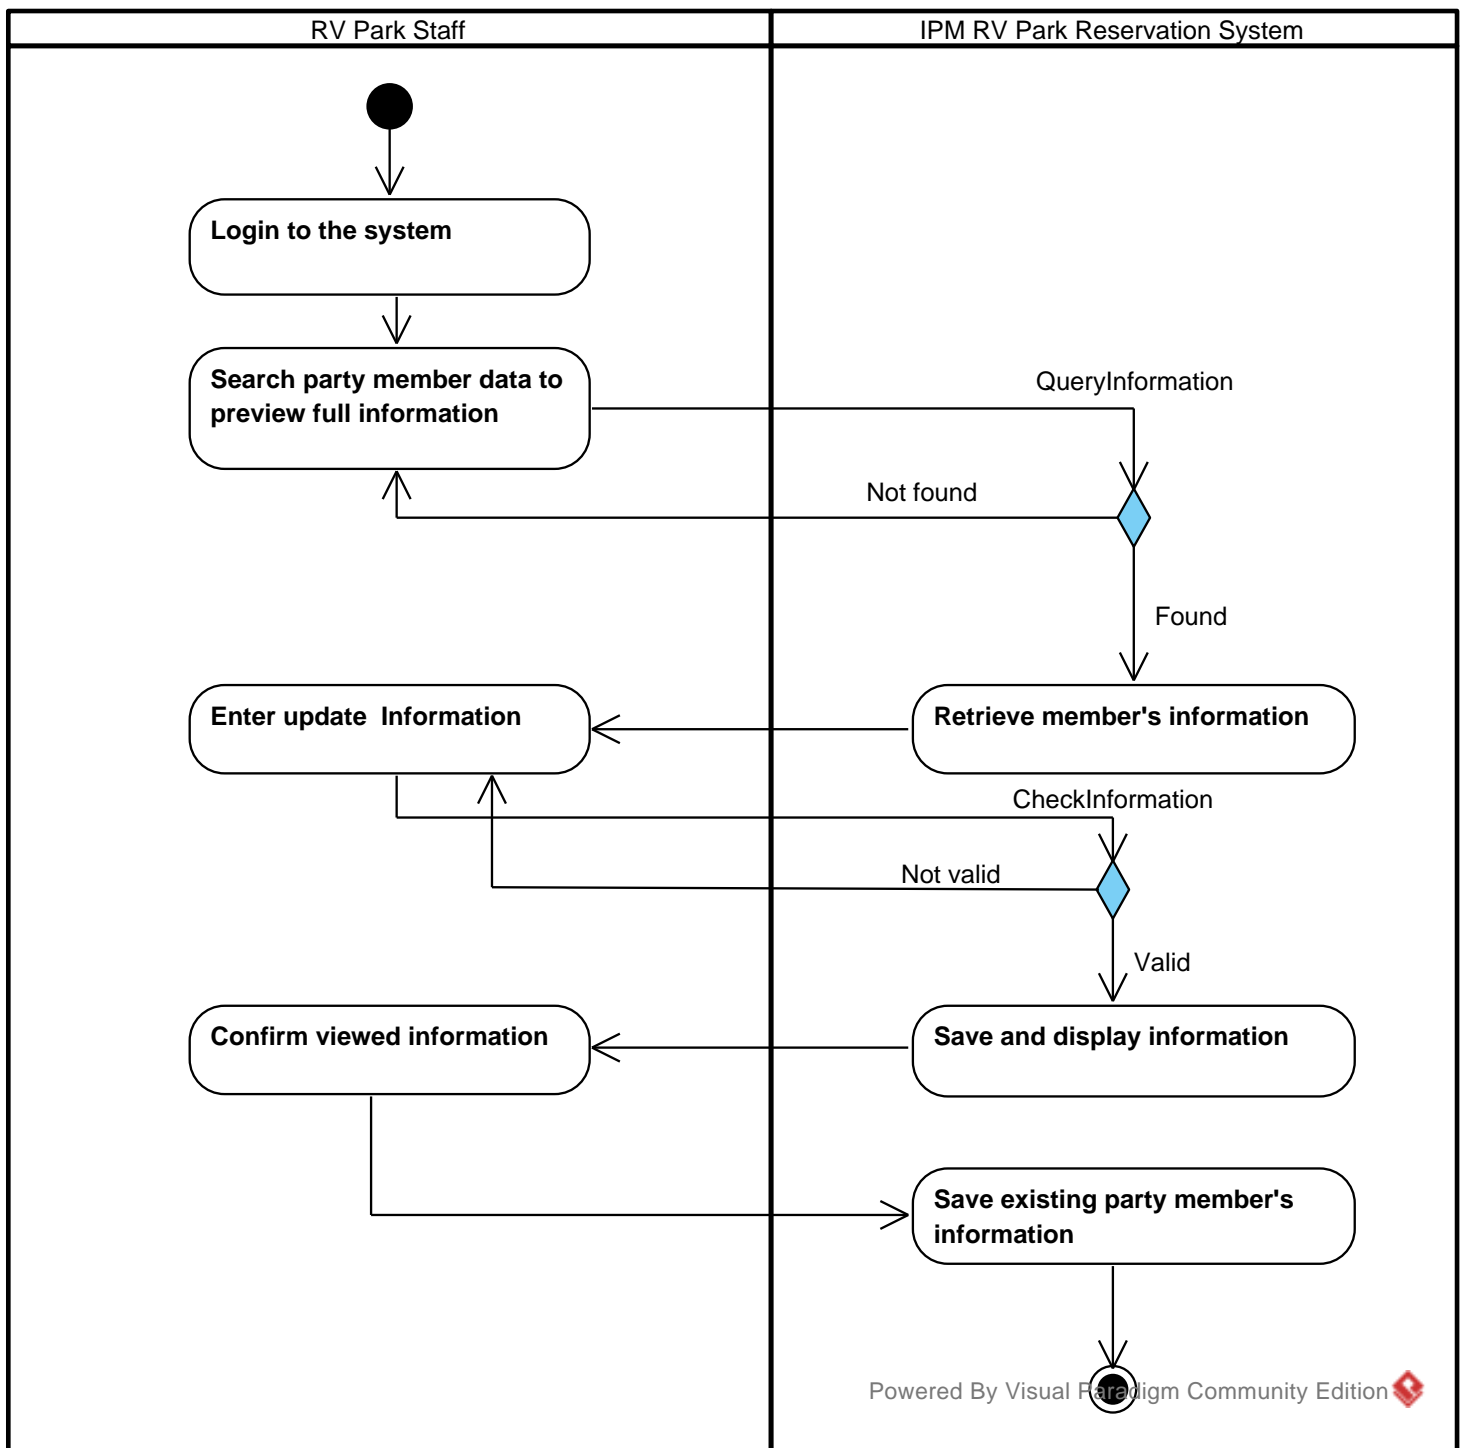 RV Park Staff
IPM RV Park Reservation System
Login to the system
Search party member data to
preview full information
QueryInformation
Not found
Found
Enter update  Information
Retrieve member's information
CheckInformation
Not valid
Valid
Confirm viewed information
Save and display information
Save existing party member's
information
Powered By Visual Paradigm Community Edition